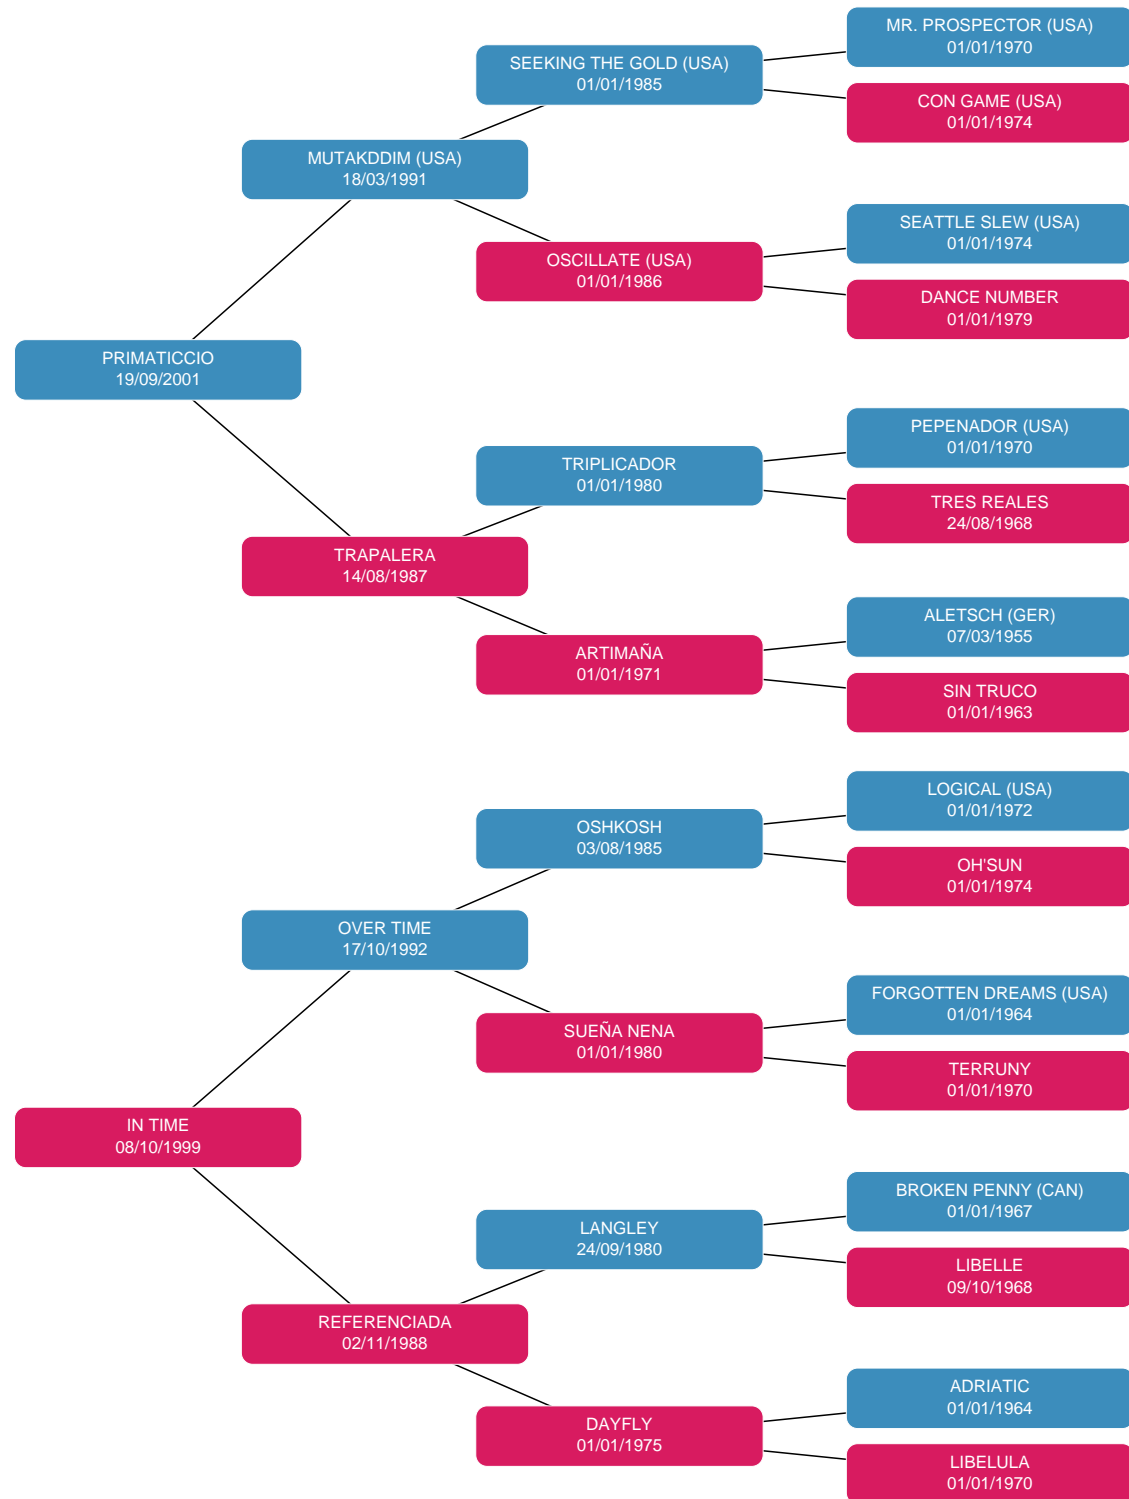 MR. PROSPECTOR (USA)
01/01/1970
SEEKING THE GOLD (USA)
01/01/1985
CON GAME (USA)
01/01/1974
MUTAKDDIM (USA)
18/03/1991
SEATTLE SLEW (USA)
01/01/1974
OSCILLATE (USA)
01/01/1986
DANCE NUMBER
01/01/1979
PRIMATICCIO
19/09/2001
PEPENADOR (USA)
01/01/1970
TRIPLICADOR
01/01/1980
TRES REALES
24/08/1968
TRAPALERA
14/08/1987
ALETSCH (GER)
07/03/1955
ARTIMAÑA
01/01/1971
SIN TRUCO
01/01/1963
LOGICAL (USA)
01/01/1972
OSHKOSH
03/08/1985
OH'SUN
01/01/1974
OVER TIME
17/10/1992
FORGOTTEN DREAMS (USA)
01/01/1964
SUEÑA NENA
01/01/1980
TERRUNY
01/01/1970
IN TIME
08/10/1999
BROKEN PENNY (CAN)
01/01/1967
LANGLEY
24/09/1980
LIBELLE
09/10/1968
REFERENCIADA
02/11/1988
ADRIATIC
01/01/1964
DAYFLY
01/01/1975
LIBELULA
01/01/1970